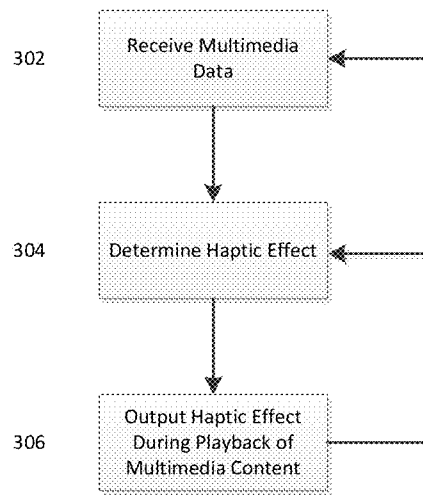 302
Receive Multimedia
Data
304
Determine Haptic Effect
306
Output Haptic Effect
During Playback of
Multimedia Content